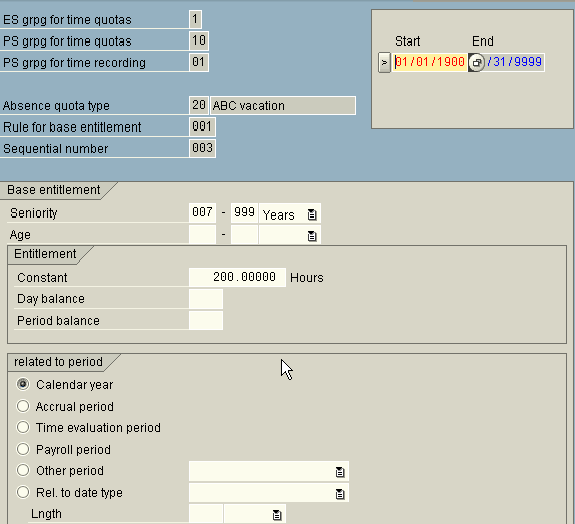 ES grpg for time quotas 1
PS grpg for time quotas 10
PS grpg for time recording 01
Start End
> 01/01/1900 /31/9999
Absence quota type 20 ABC vacation
Rule for base entitlement 001
Sequential number 003
Base entitlement
Seniority 007 - 999 Years
Age -
Entitlement
Constant 200.00000 Hours
Day balance
Period balance
related to period
Calendar year
Accrual period
Time evaluation period
Payroll period
Other period
Rel. to date type
Lngth